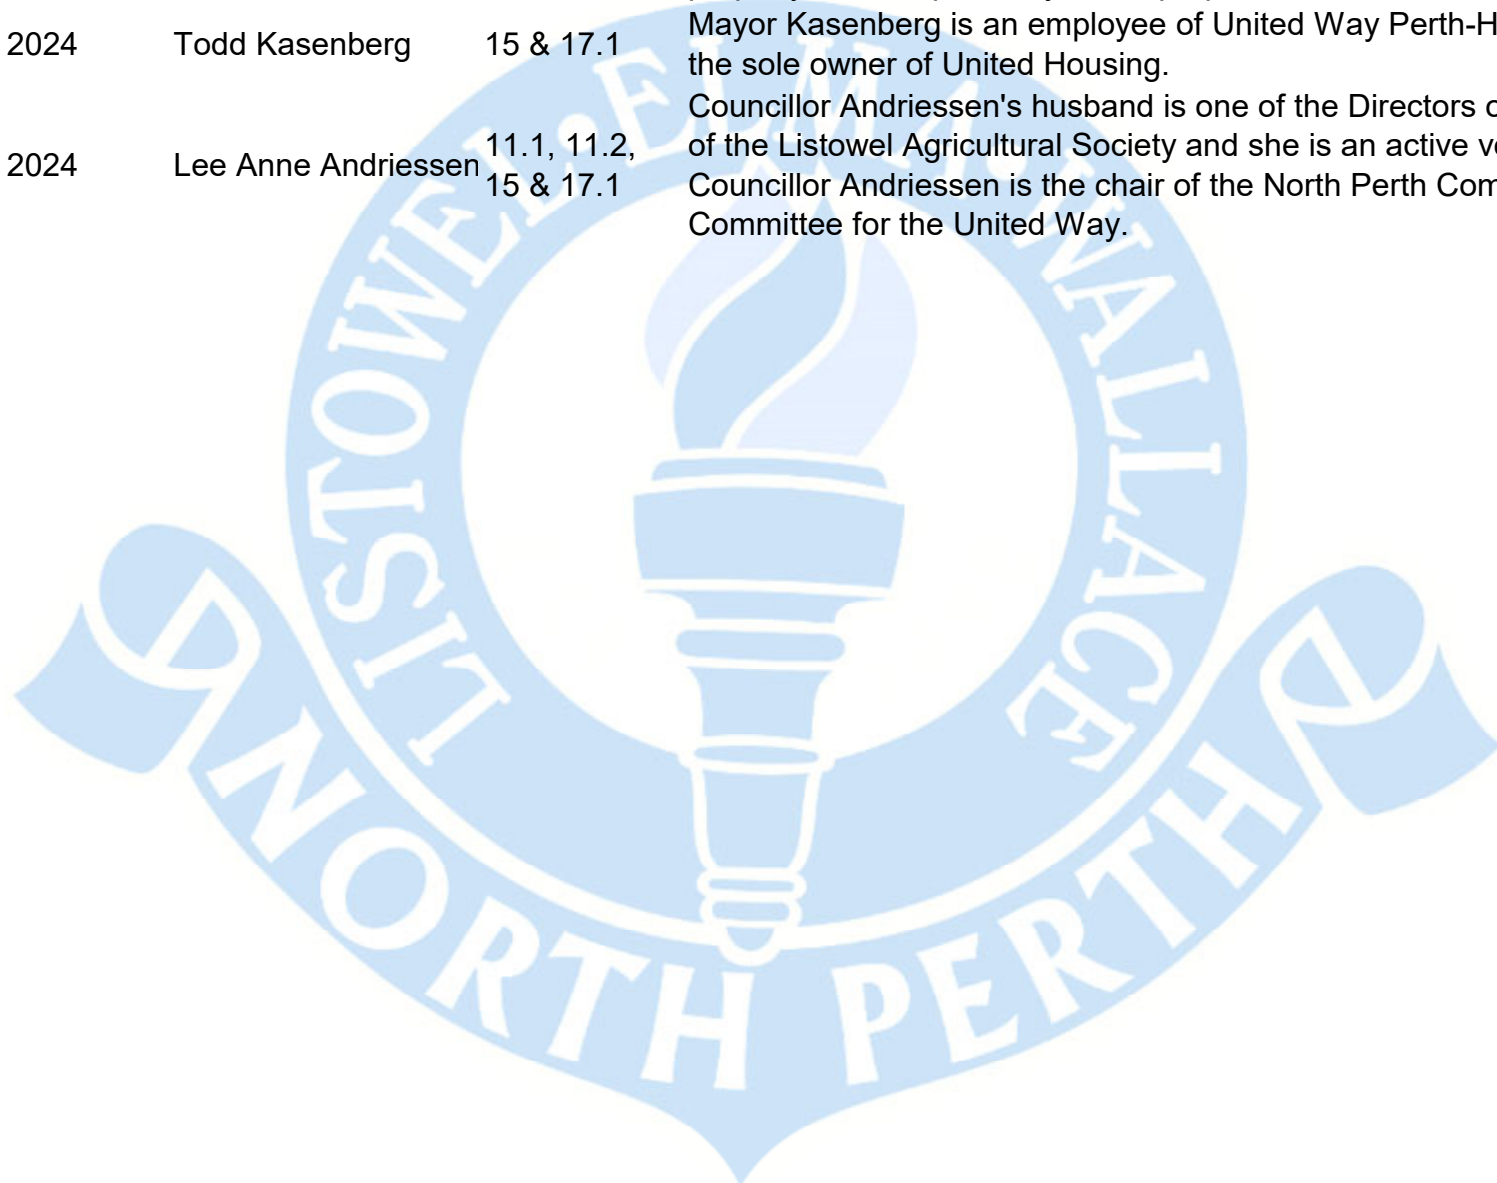 2024 Todd Kasenberg 15 & 17.1 Mayor Kasenberg is an employee of United Way Perth-H
the sole owner of United Housing.
Councillor Andriessen's husband is one of the Directors
2024 Lee Anne Andriessen 11.1, 11.2, of the Listowel Agricultural Society and she is an active
15 & 17.1 Councillor Andriessen is the chair of the North Perth
Committee for the United Way.
LISTOWEL • ELMA • WALLACE
NORTH PERTH